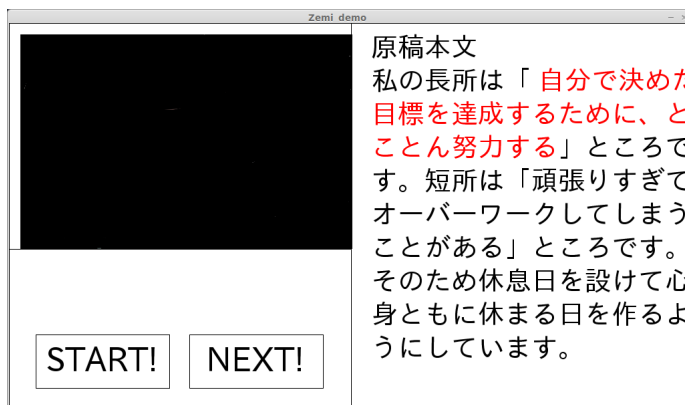 Zemi demo
原稿本文
私の長所は「 自分で決めた
目標を達成するために、と
ことん努力する」ところで
す。短所は「頑張りすぎて
オーバーワークしてしまう
ことがある」ところです。
そのため休息日を設けて心
身ともに休まる日を作るよ
うにしています。
START!
NEXT!